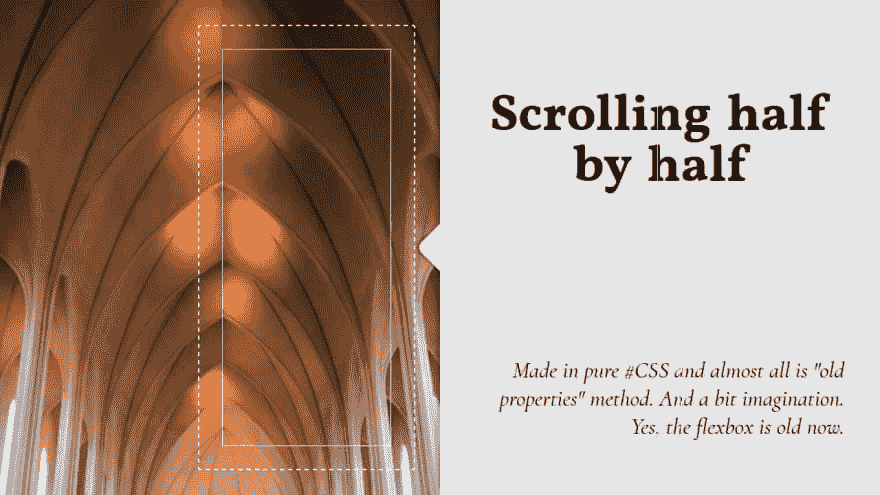 Scrolling half
by half
Made in pure #CSS and almost all is "old
properties" method. And a bit imagination.
Yes, the flexbox is old now.